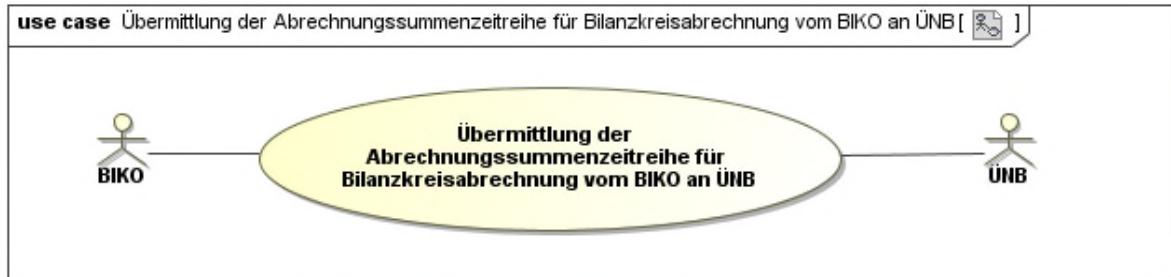 use case Übermittlung der Abrechnungssummenzeitreihe für Bilanzkreisabrechnung vom BIKO an ÜNB [ ]
Übermittlung der
Abrechnungssummenzeitreihe für
Bilanzkreisabrechnung vom BIKO an ÜNB
BIKO
ÜNB